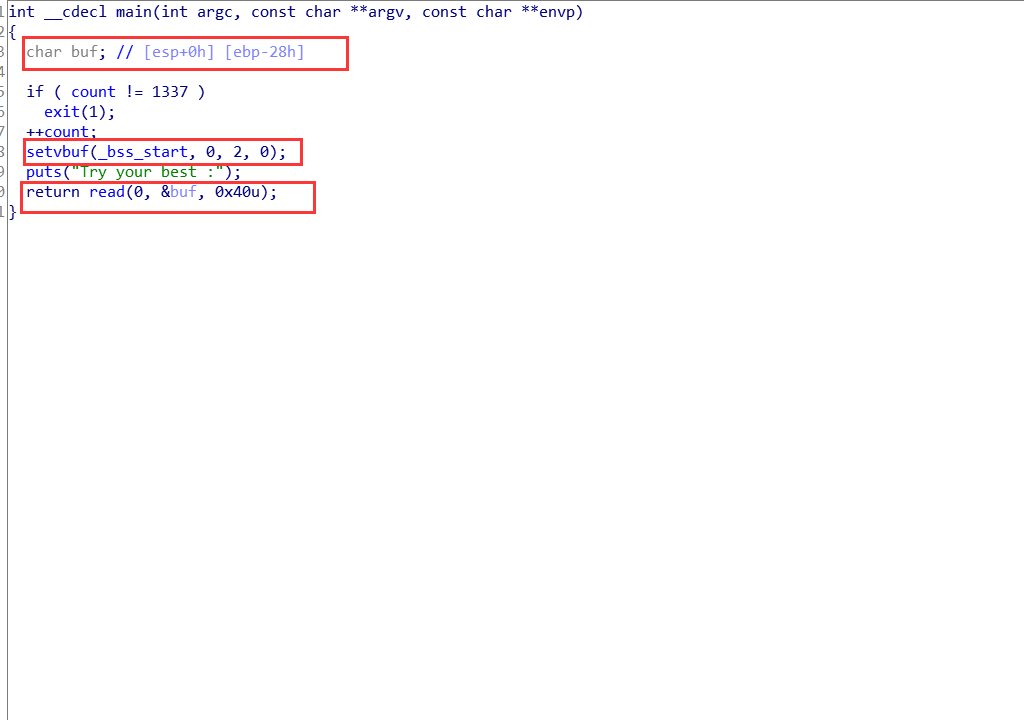 1 int __cdecl main(int argc, const char **argv, const char **envp)
2 {
3 char buf; // [esp+0h] [ebp-28h]
4
5 if ( count != 1337 )
6 exit(1);
7 ++count;
8 setvbuf(_bss_start, 0, 2, 0);
9 puts("Try your best :");
0 return read(0, &buf, 0x40u);
1 }